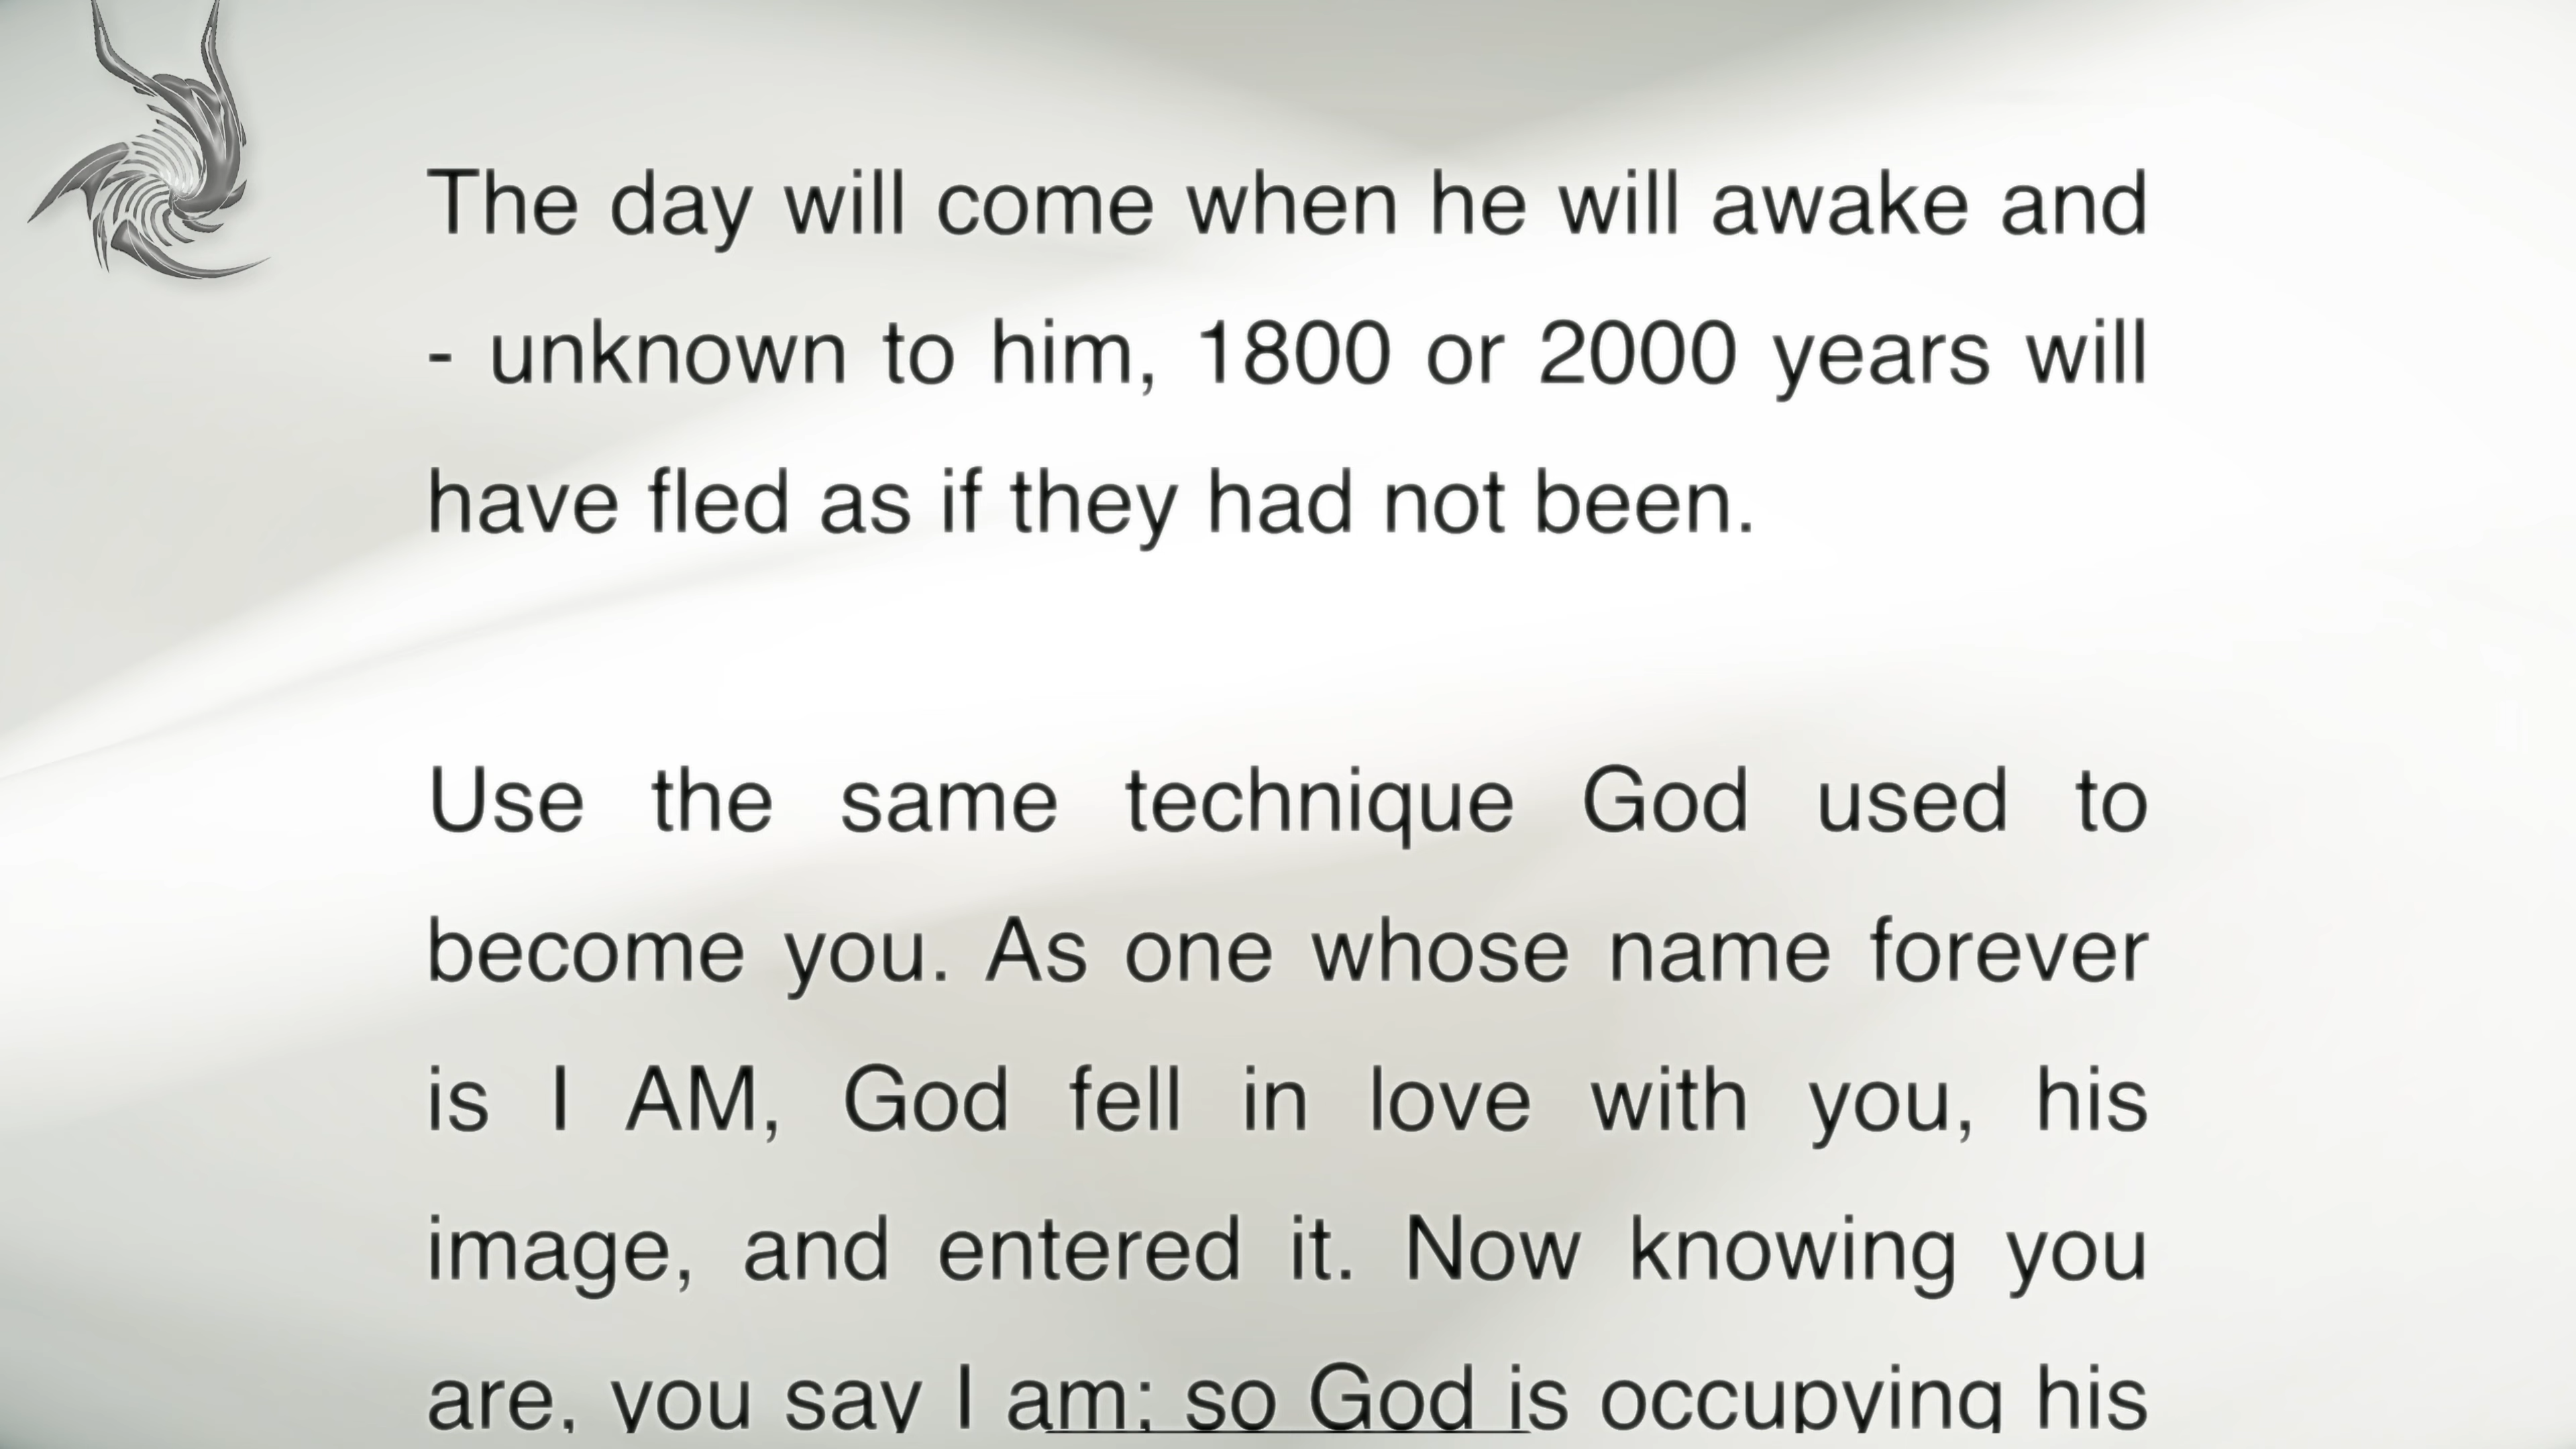 The day will come when he will awake and
- unknown to him, 1800 or 2000 years will
have fled as if they had not been.
Use the same technique God used to
become you. As one whose name forever
is I AM, God fell in love with you, his
image, and entered it. Now knowing you
are, you say I am; so God is occupying his